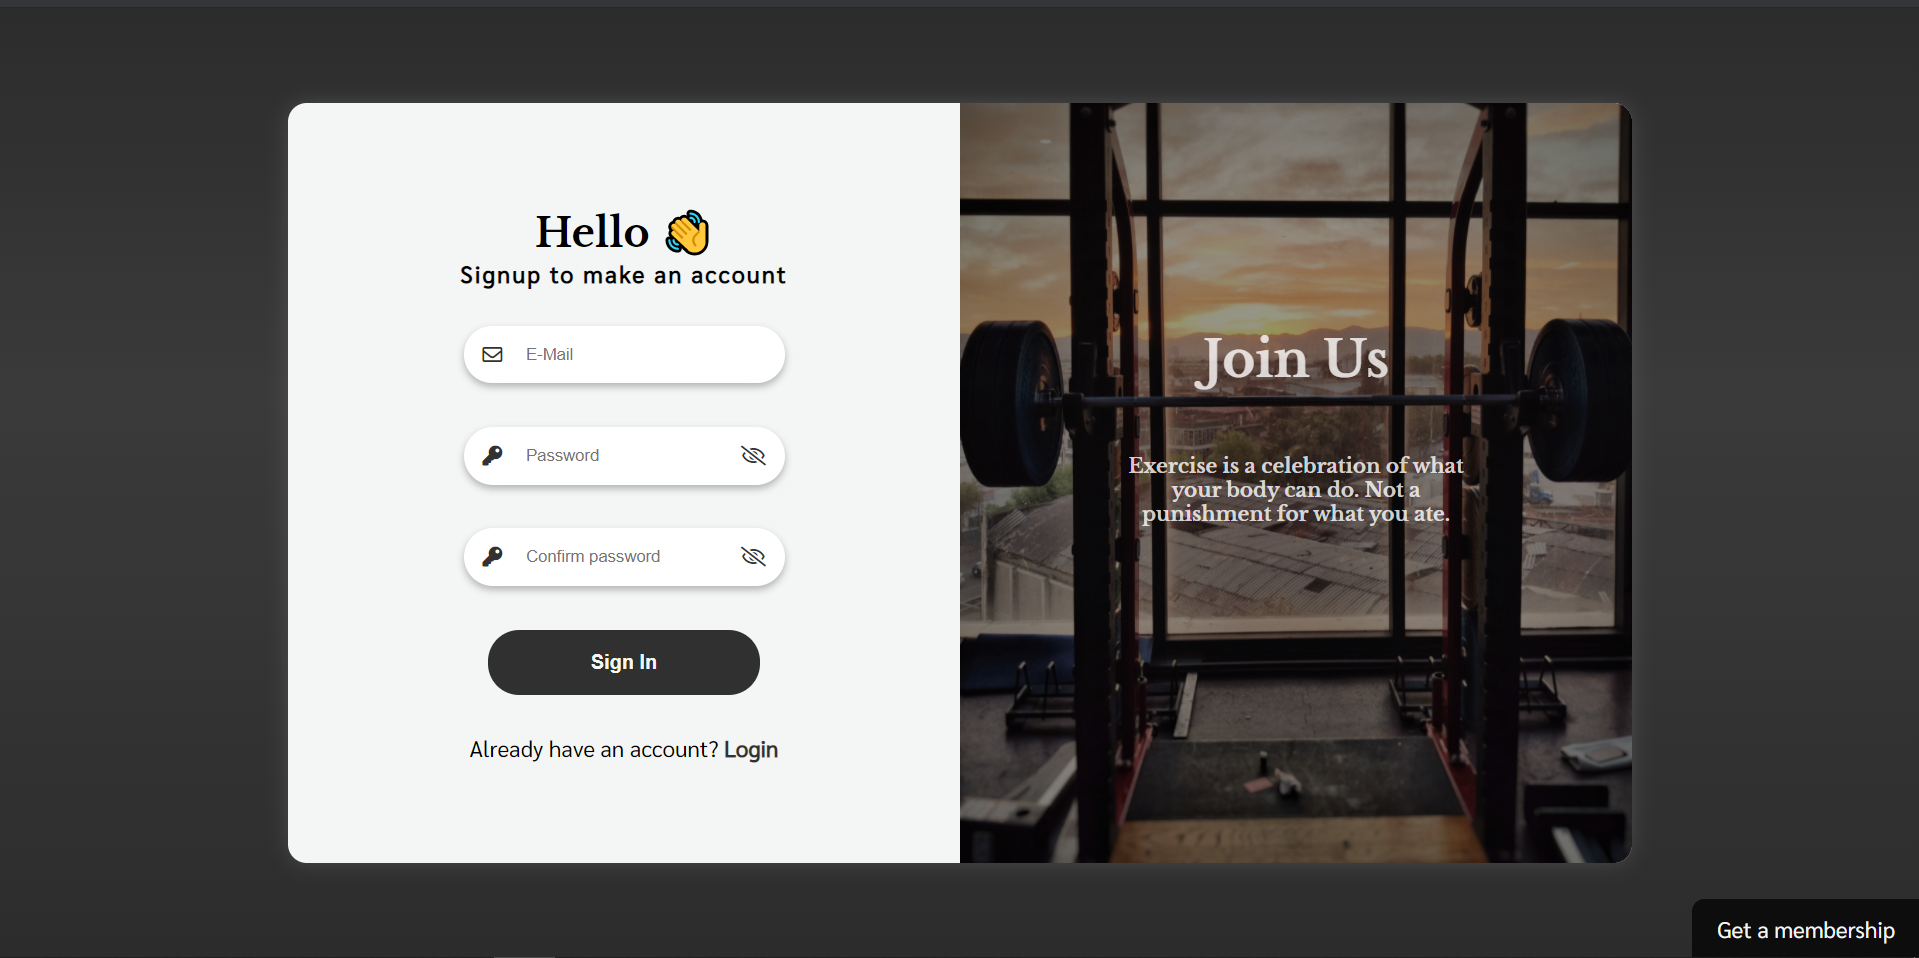 Hello 👋
Signup to make an account
E-Mail
Password
Confirm password
Sign In
Already have an account? Login
Join Us
Exercise is a celebration of what
your body can do. Not a
punishment for what you ate.
Get a membership